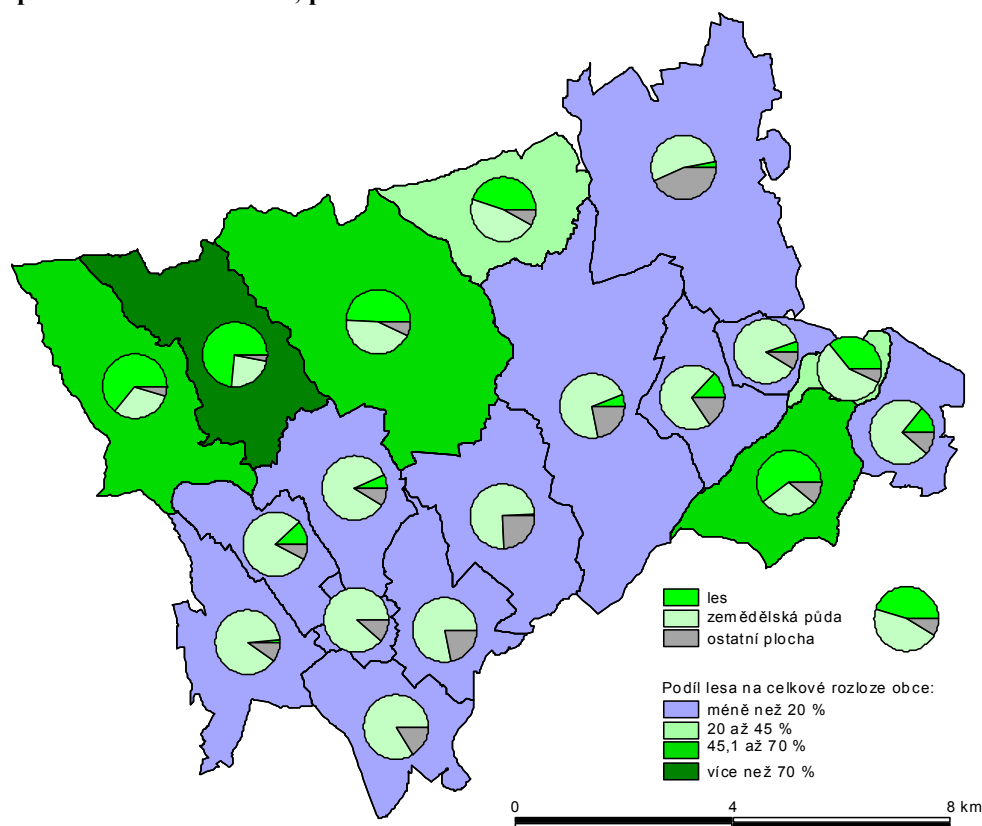 les
zemědělská půda
ostatní plocha
Podíl lesa na celkové rozloze obce:
méně než 20 %
20 až 45 %
45,1 až 70 %
více než 70 %
0 4 8 km